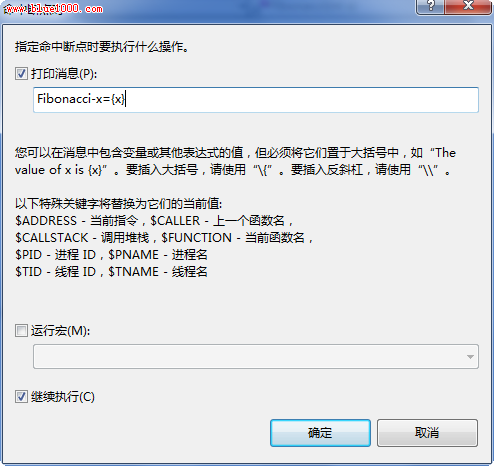 www.blue1000.com
指定命中断点时要执行什么操作。
打印消息(P):
Fibonacci-x={x}
您可以在消息中包含变量或其他表达式的值，但必须将它们置于大括号中，如“The
value of x is {x}”。要插入大括号，请使用“\{”。要插入反斜杠，请使用“\\”。
以下特殊关键字将替换为它们的当前值:
$ADDRESS - 当前指令，$CALLER - 上一个函数名，
$CALLSTACK - 调用堆栈，$FUNCTION - 当前函数名，
$PID - 进程 ID，$PNAME - 进程名
$TID - 线程 ID，$TNAME - 线程名
运行宏(M):
继续执行(C)
确定
取消